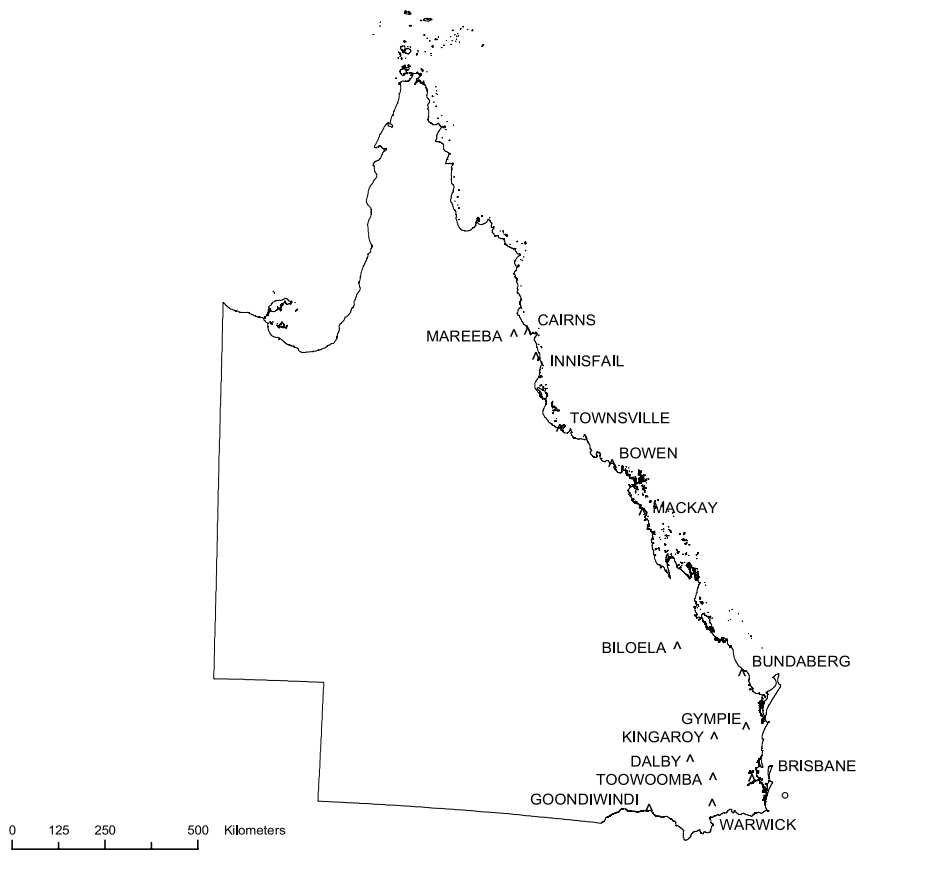 CAIRNS
MAREEBA
INNISFAIL
TOWNSVILLE
BOWEN
MACKAY
BILOELA
BUNDABERG
GYMPIE
KINGAROY
DALBY
BRISBANE
TOOWOOMBA
GOONDIWINDI
WARWICK
0 125 250 500 Kilometers